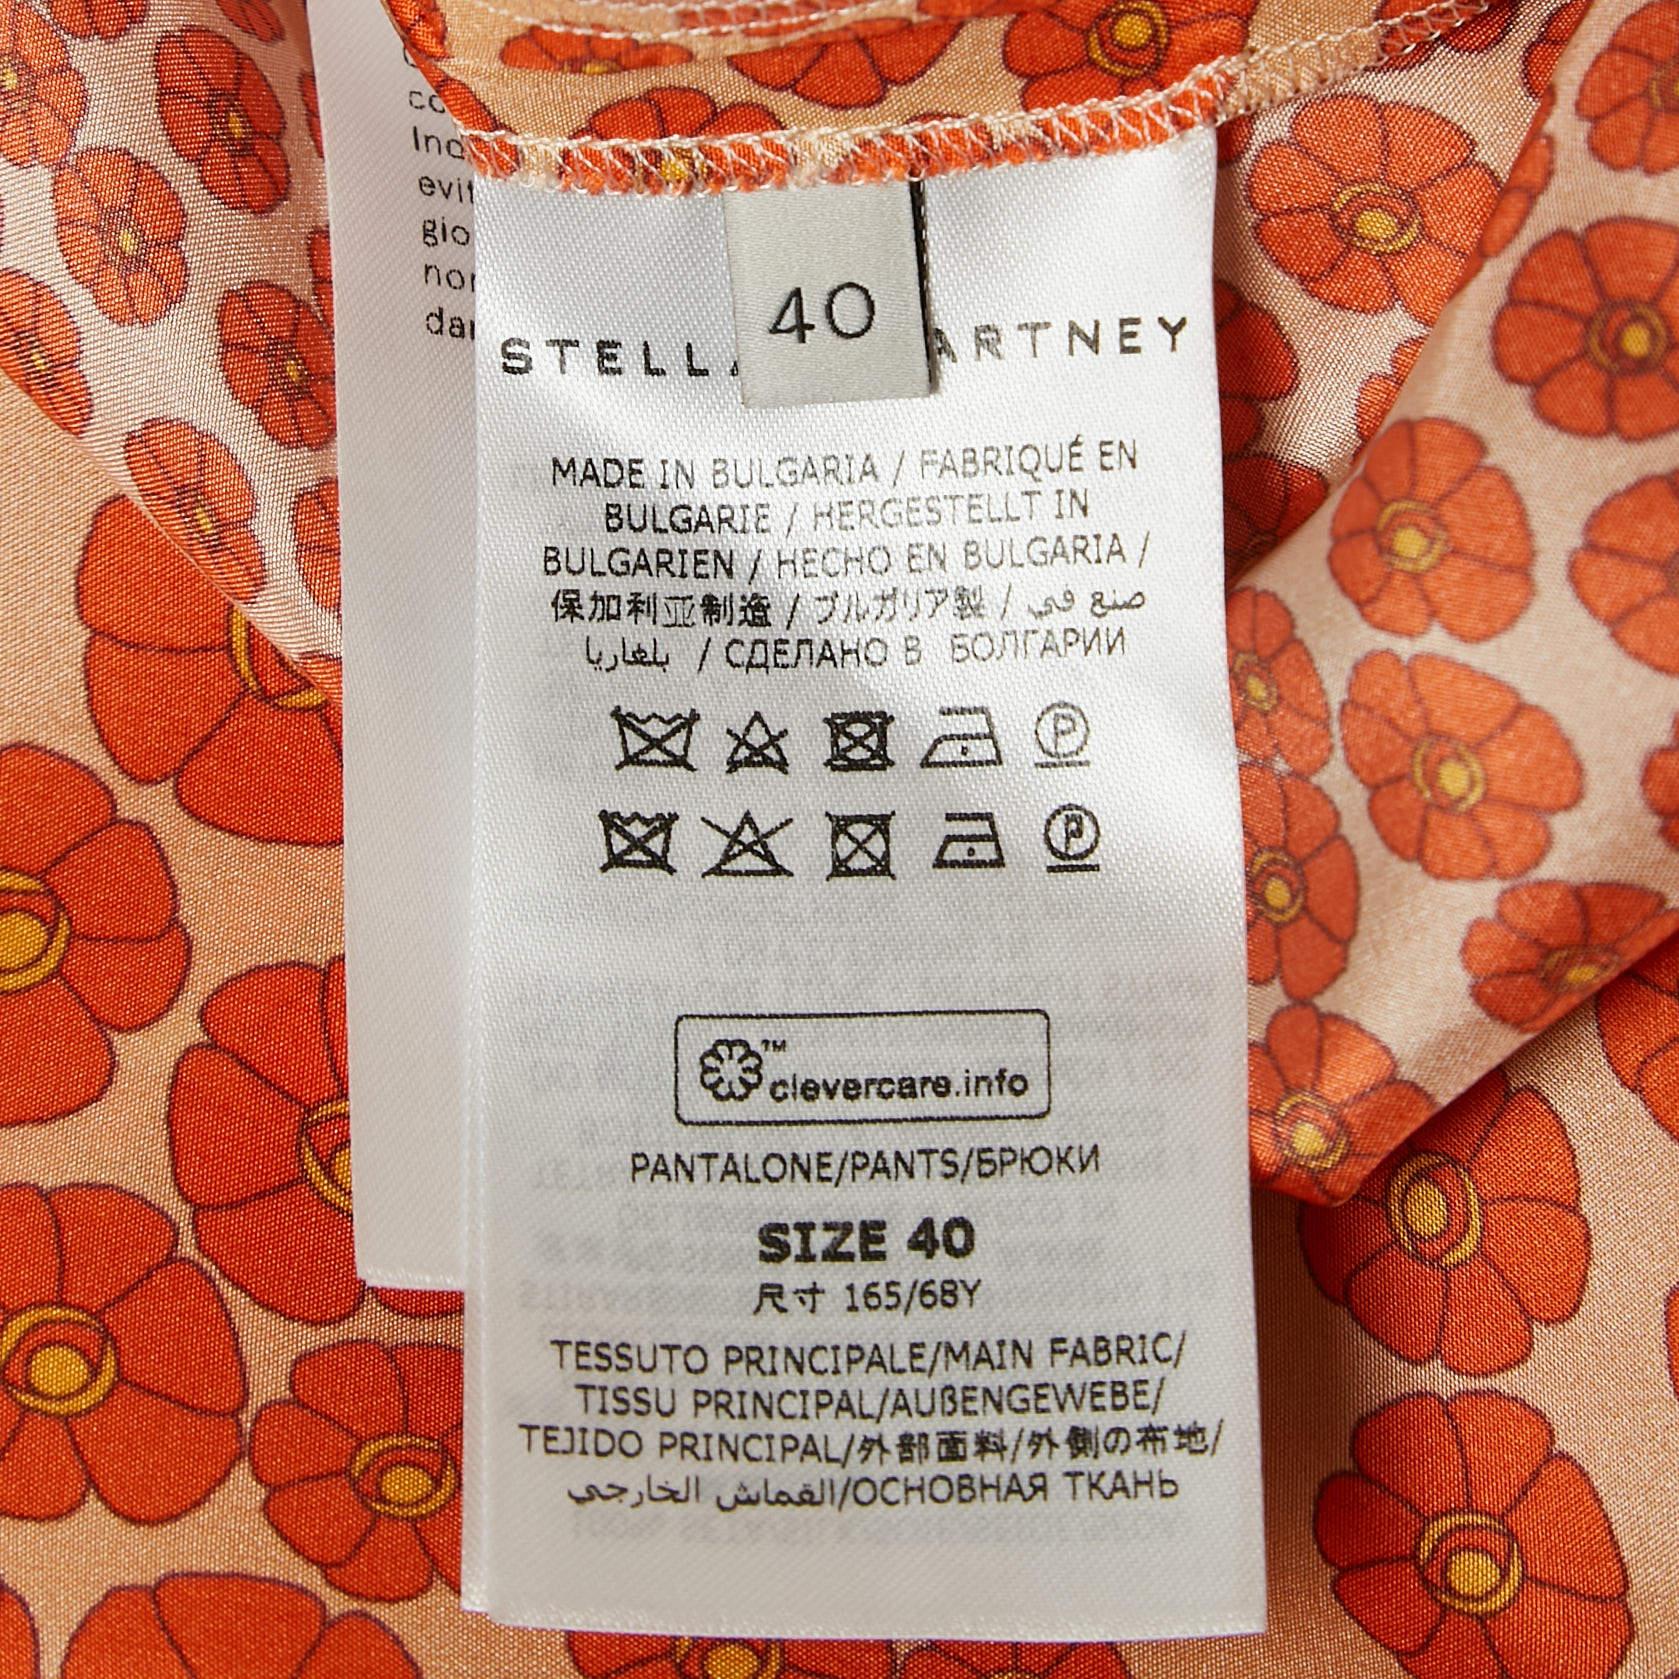 40
MADE IN BULGARIA / FABRIQUÉ EN
BULGARIE / HERGESTELLT IN
BULGARIEN / HECHO EN BULGARIA /
保加利亚制造 / ブルガリア製 / صنع في
بلغاريا / СДЕЛАНО В БОЛГАРИИ
P
P
™ clevercare.info
PANTALONE/PANTS/БРЮКИ
SIZE 40
尺寸 165/68Y
TESSUTO PRINCIPALE/MAIN FABRIC/
TISSU PRINCIPAL/AUßENGEWEBE/
TEJIDO PRINCIPAL/外部面料/外側の布地/
القماش الخارجي/ОСНОВНАЯ ТКАНЬ